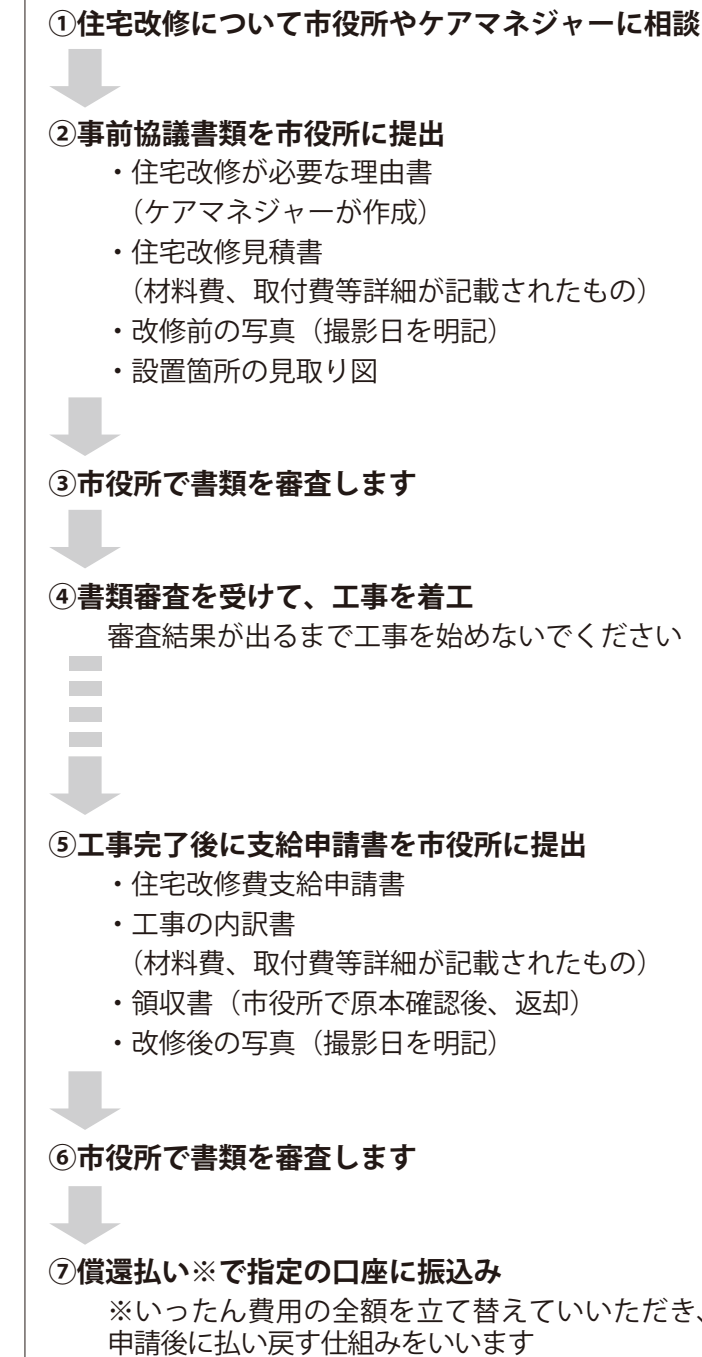 ①住宅改修について市役所やケアマネジャーに相談
②事前協議書類を市役所に提出
・住宅改修が必要な理由書
（ケアマネジャーが作成）
・住宅改修見積書
（材料費、取付費等詳細が記載されたもの）
・改修前の写真（撮影日を明記）
・設置箇所の見取り図
③市役所で書類を審査します
④書類審査を受けて、工事を着工
審査結果が出るまで工事を始めないでください
⑤工事完了後に支給申請書を市役所に提出
・住宅改修費支給申請書
・工事の内訳書
（材料費、取付費等詳細が記載されたもの）
・領収書（市役所で原本確認後、返却）
・改修後の写真（撮影日を明記）
⑥市役所で書類を審査します
⑦償還払い※で指定の口座に振込み
※いったん費用の全額を立て替えていいただき、
申請後に払い戻す仕組みをいいます